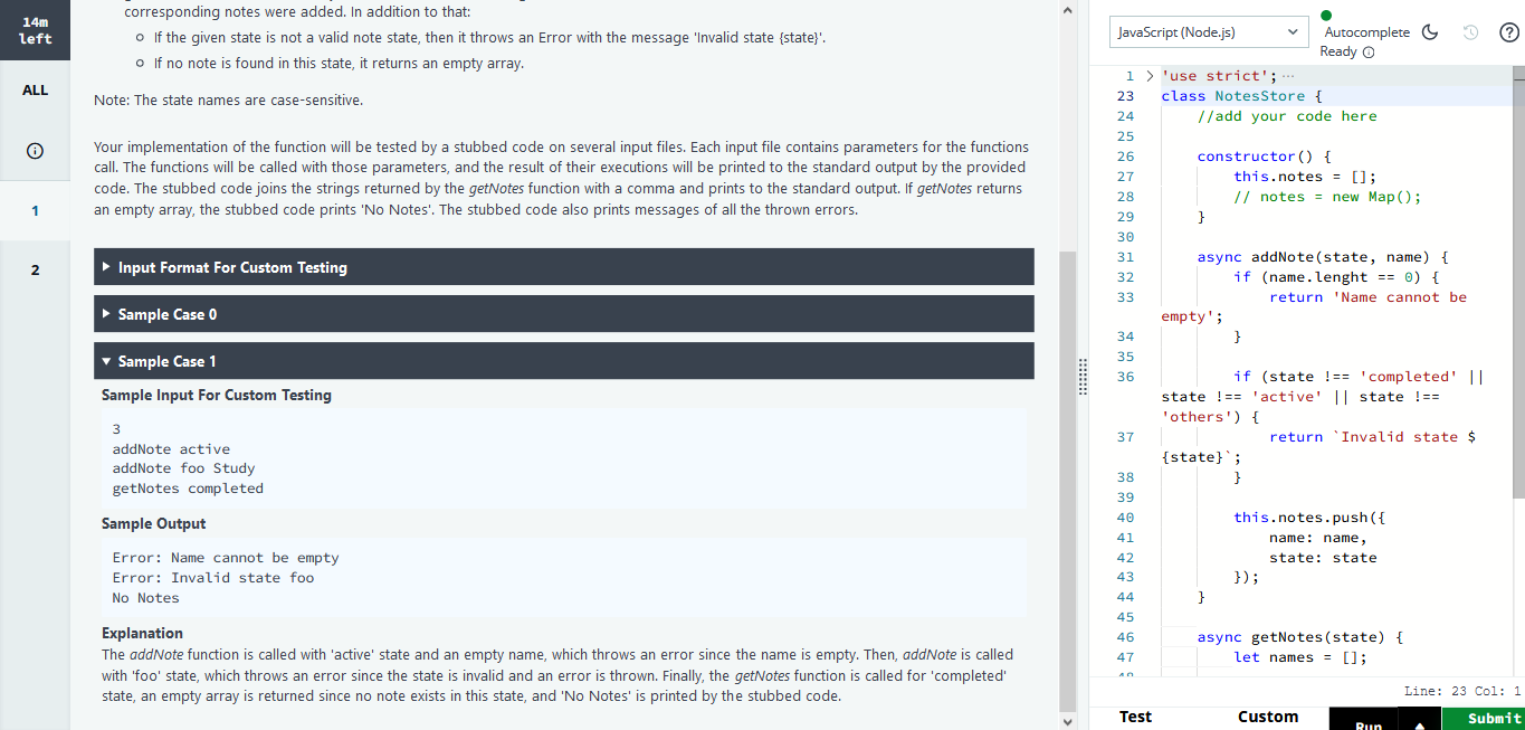 14m
left
ALL
1
2
corresponding notes were added. In addition to that:
If the given state is not a valid note state, then it throws an Error with the message 'Invalid state {state}'.
If no note is found in this state, it returns an empty array.
Note: The state names are case-sensitive.
Your implementation of the function will be tested by a stubbed code on several input files. Each input file contains parameters for the functions
call. The functions will be called with those parameters, and the result of their executions will be printed to the standard output by the provided
code. The stubbed code joins the strings returned by the getNotes function with a comma and prints to the standard output. If getNotes returns
an empty array, the stubbed code prints 'No Notes'. The stubbed code also prints messages of all the thrown errors.
Input Format For Custom Testing
Sample Case 0
Sample Case 1
Sample Input For Custom Testing
3
addNote active
addNote foo Study
getNotes completed
Sample Output
Error: Name cannot be empty
Error: Invalid state foo
No Notes
Explanation
The addNote function is called with 'active' state and an empty name, which throws an error since the name is empty. Then, addNote is called
with 'foo' state, which throws an error since the state is invalid and an error is thrown. Finally, the getNotes function is called for 'completed'
state, an empty array is returned since no note exists in this state, and 'No Notes' is printed by the stubbed code.
JavaScript (Node.js)
Autocomplete
Ready
1 'use strict'; ...
23 class NotesStore {
24 //add your code here
25
26 constructor() {
27 this.notes = [];
28 // notes = new Map();
29 }
30
31 async addNote(state, name) {
32 if (name.lenght == 0) {
33 return 'Name cannot be
empty';
34 }
35
36 if (state !== 'completed' ||
state !== 'active' || state !==
'others') {
37 return `Invalid state $
{state}`;
38 }
39
40 this.notes.push({
41 name: name,
42 state: state
43 });
44 }
45
46 async getNotes(state) {
47 let names = [];
Line: 23 Col: 1
Test
Custom
Run
Submit